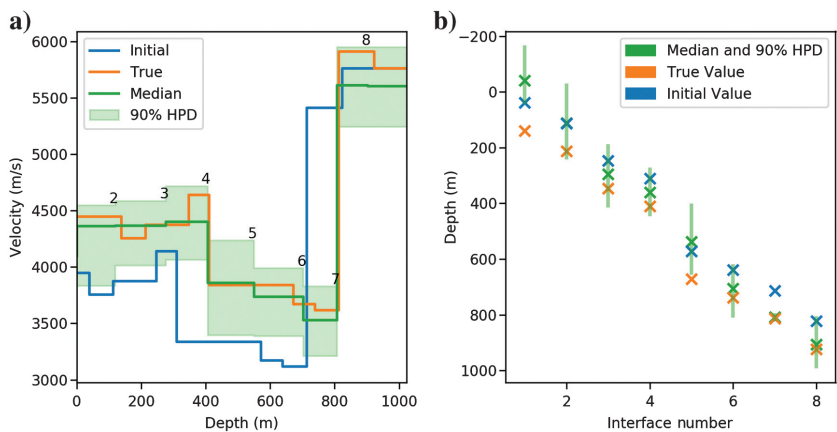 a)
6000
5500
5000
4500
4000
3500
3000
Velocity (m/s)
Initial
True
Median
90% HPD
2
3
4
5
6
7
8
0
200
400
600
800
1000
Depth (m)
b)
−200
0
200
400
600
800
1000
Depth (m)
Median and 90% HPD
True Value
Initial Value
2
4
6
8
Interface number